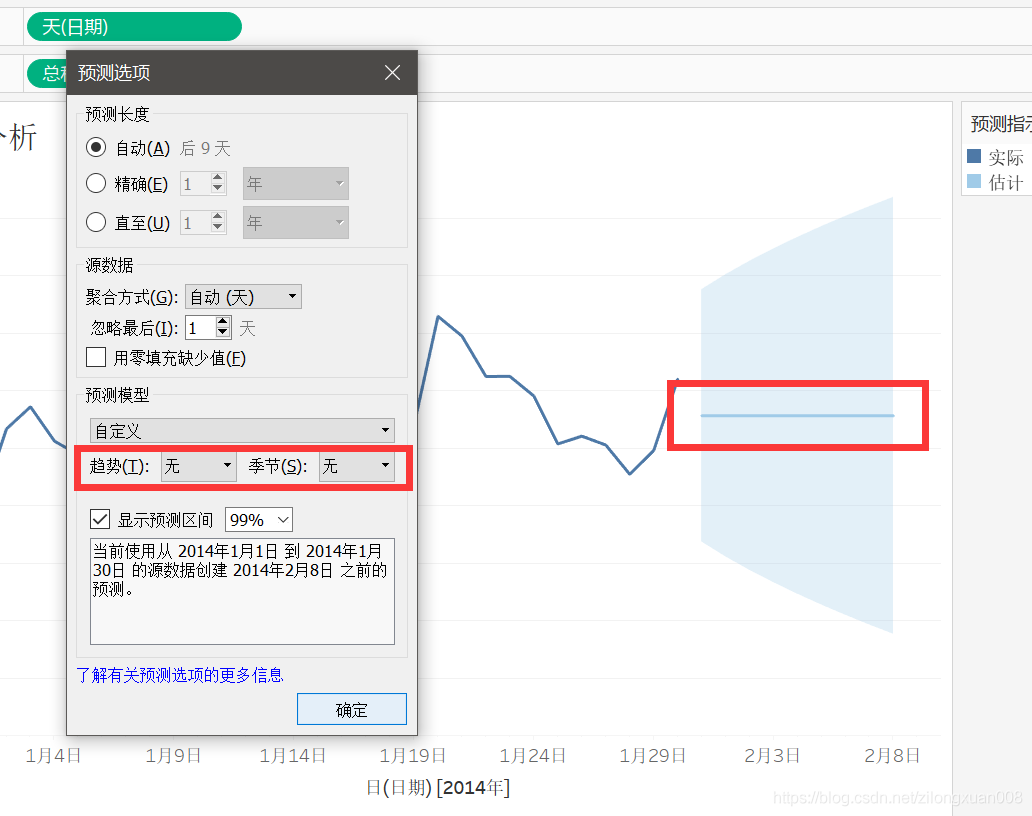 天(日期)
总和
预测选项
分析
预测长度
自动(A) 后 9 天
精确(E) 1 年
直至(U) 1 年
源数据
聚合方式(G): 自动 (天)
忽略最后(I): 1 天
用零填充缺少值(F)
预测模型
自定义
趋势(T): 无 季节(S): 无
显示预测区间 99%
当前使用从 2014年1月1日 到 2014年1月
30日 的源数据创建 2014年2月8日 之前的
预测。
了解有关预测选项的更多信息
确定
预测指示
实际
估计
1月4日 1月9日 1月14日 1月19日 1月24日 1月29日 2月3日 2月8日
日(日期) [2014年]
https://blog.csdn.net/zilongxuan008